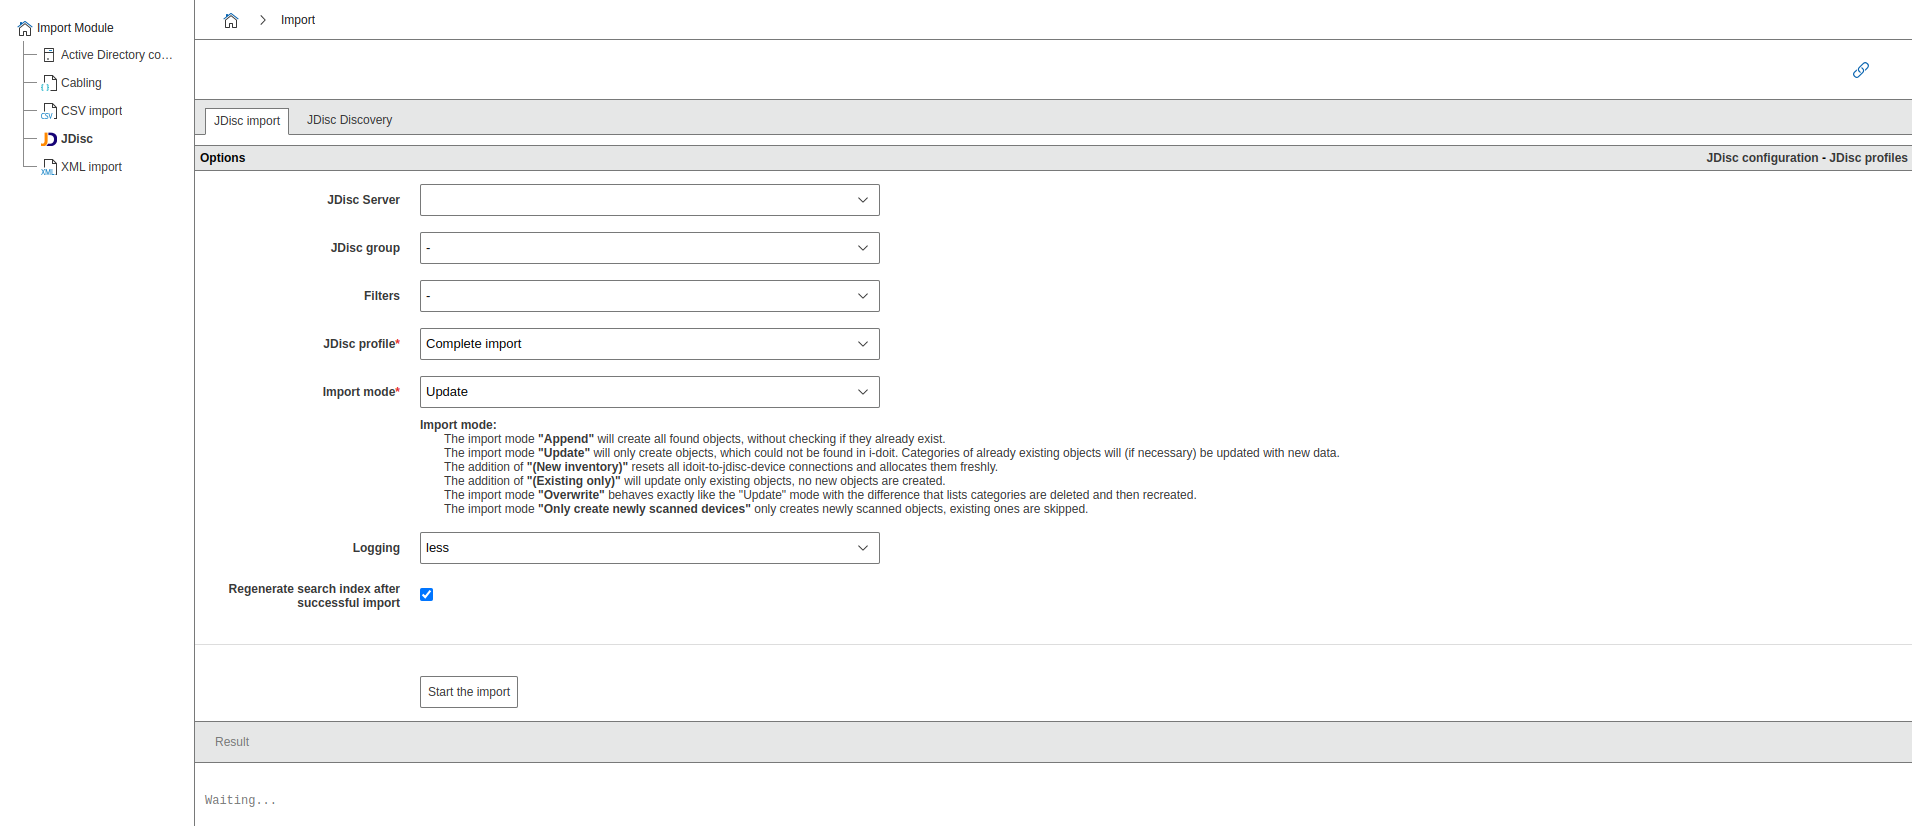 Import Module
Active Directory co...
Cabling
CSV import
JDisc
XML import
Import
JDisc import
JDisc Discovery
Options
JDisc configuration - JDisc profiles
JDisc Server
JDisc group
-
Filters
-
JDisc profile*
Complete import
Import mode*
Update
Import mode:
The import mode "Append" will create all found objects, without checking if they already exist.
The import mode "Update" will only create objects, which could not be found in i-doit. Categories of already existing objects will (if necessary) be updated with new data.
The addition of "(New inventory)" resets all idoit-to-jdisc-device connections and allocates them freshly.
The addition of "(Existing only)" will update only existing objects, no new objects are created.
The import mode "Overwrite" behaves exactly like the "Update" mode with the difference that lists categories are deleted and then recreated.
The import mode "Only create newly scanned devices" only creates newly scanned objects, existing ones are skipped.
Logging
less
Regenerate search index after
successful import
Start the import
Result
Waiting...